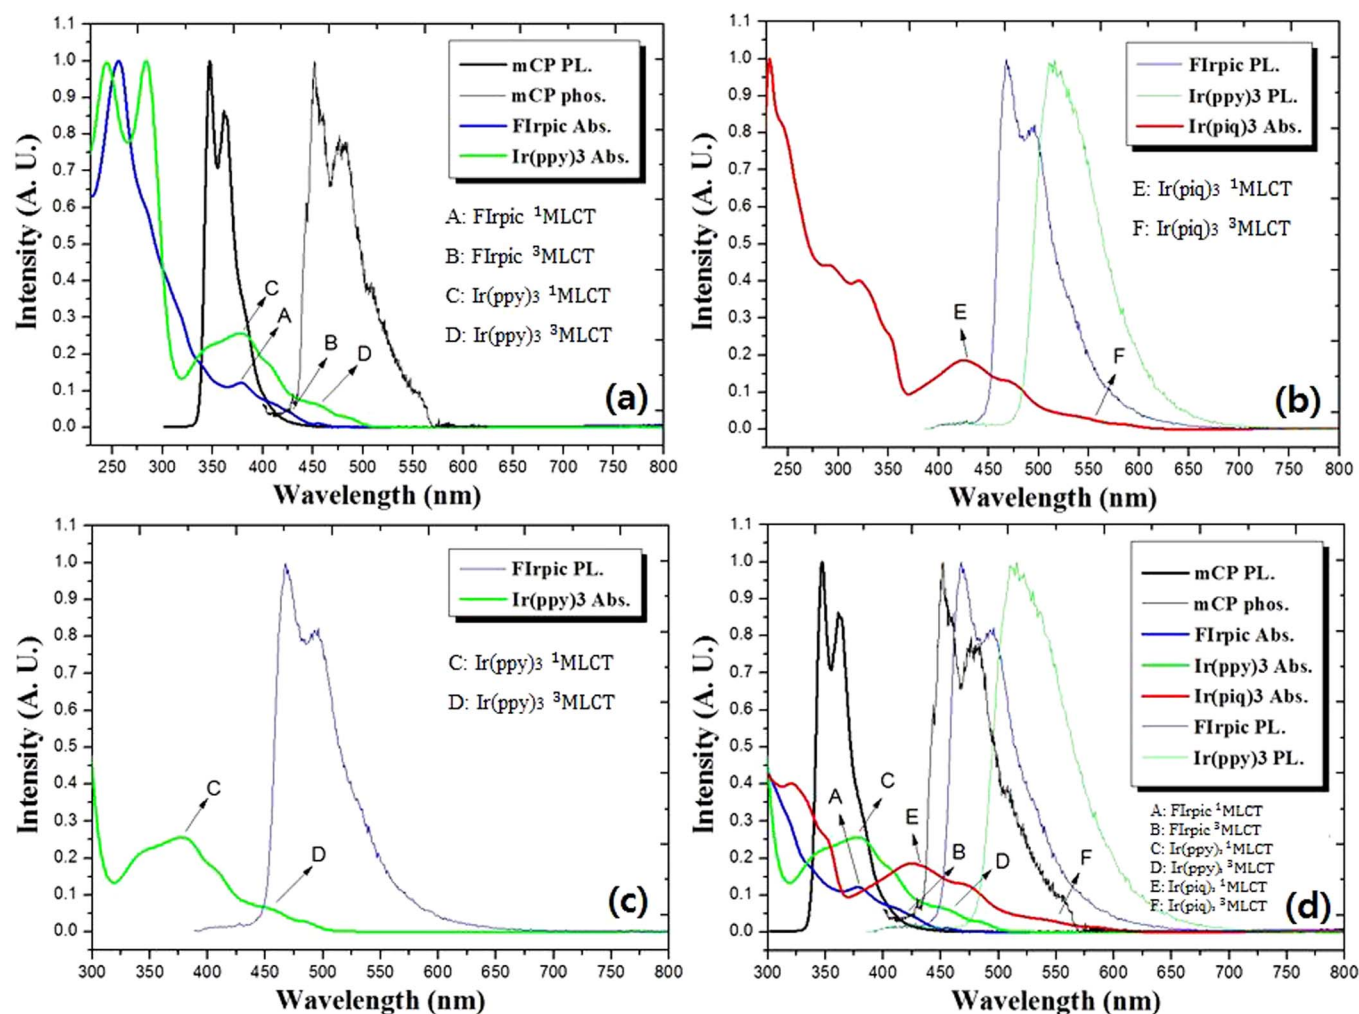 1.1
1.0
0.9
0.8
0.7
0.6
0.5
0.4
0.3
0.2
0.1
0.0
Intensity (A. U.)
mCP PL.
mCP phos.
FIrpic Abs.
Ir(ppy)3 Abs.
A: FIrpic ¹MLCT
B: FIrpic ³MLCT
C: Ir(ppy)₃ ¹MLCT
D: Ir(ppy)₃ ³MLCT
C
A
B
D
(a)
250 300 350 400 450 500 550 600 650 700 750 800
Wavelength (nm)
1.1
1.0
0.9
0.8
0.7
0.6
0.5
0.4
0.3
0.2
0.1
0.0
Intensity (A. U.)
FIrpic PL.
Ir(ppy)3 PL.
Ir(piq)3 Abs.
E: Ir(piq)₃ ¹MLCT
F: Ir(piq)₃ ³MLCT
E
F
(b)
250 300 350 400 450 500 550 600 650 700 750 800
Wavelength (nm)
1.1
1.0
0.9
0.8
0.7
0.6
0.5
0.4
0.3
0.2
0.1
0.0
Intensity (A. U.)
FIrpic PL.
Ir(ppy)3 Abs.
C: Ir(ppy)₃ ¹MLCT
D: Ir(ppy)₃ ³MLCT
C
D
(c)
300 350 400 450 500 550 600 650 700 750 800
Wavelength (nm)
1.1
1.0
0.9
0.8
0.7
0.6
0.5
0.4
0.3
0.2
0.1
0.0
Intensity (A. U.)
mCP PL.
mCP phos.
FIrpic Abs.
Ir(ppy)3 Abs.
Ir(piq)3 Abs.
FIrpic PL.
Ir(ppy)3 PL.
A: FIrpic ¹MLCT
B: FIrpic ³MLCT
C: Ir(ppy)₃ ¹MLCT
D: Ir(ppy)₃ ³MLCT
E: Ir(piq)₃ ¹MLCT
F: Ir(piq)₃ ³MLCT
A
C
E
B
D
F
(d)
300 350 400 450 500 550 600 650 700 750 800
Wavelength (nm)